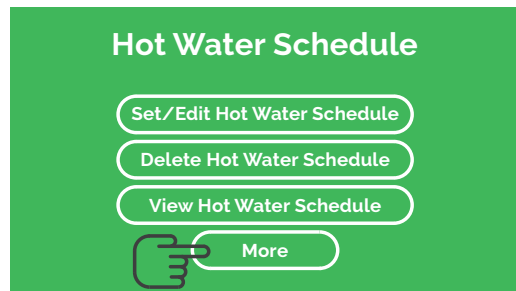 Hot Water Schedule
Set/Edit Hot Water Schedule
Delete Hot Water Schedule
View Hot Water Schedule
More